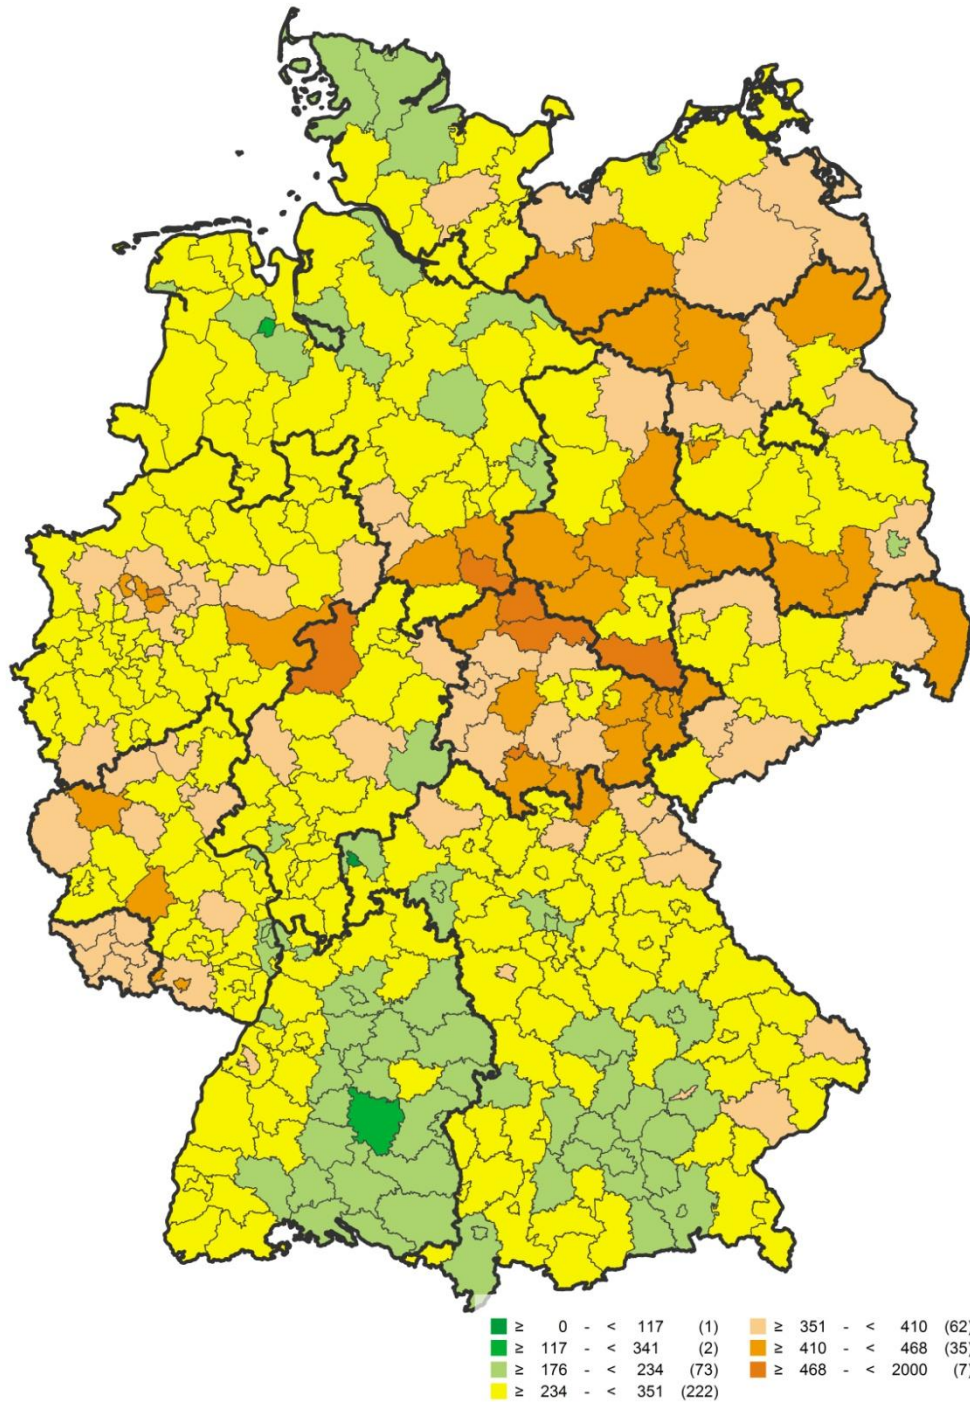 ≥ 0 - < 117 (1)
≥ 117 - < 341 (2)
≥ 176 - < 234 (73)
≥ 234 - < 351 (222)
≥ 351 - < 410 (62)
≥ 410 - < 468 (35)
≥ 468 - < 2000 (7)